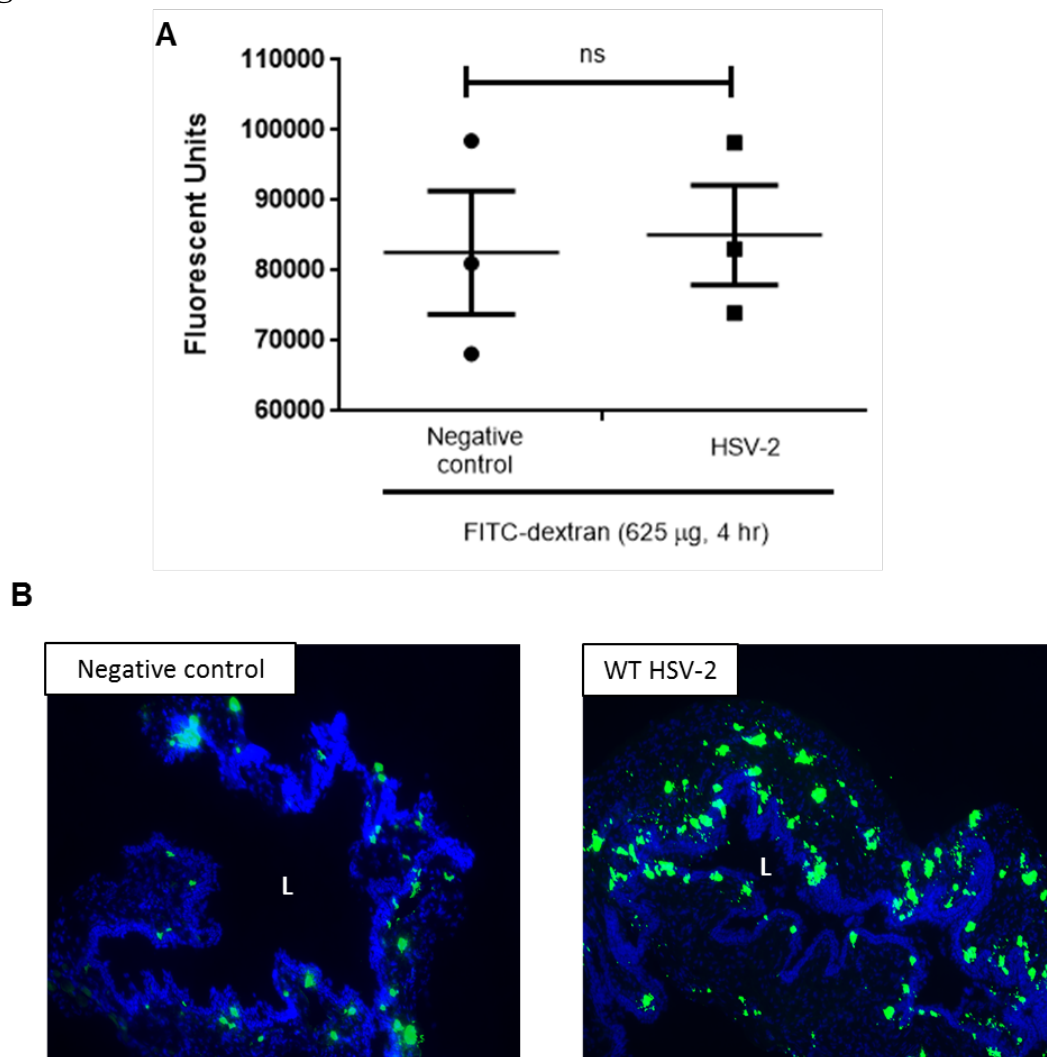 A
110000
ns
100000
90000
80000
70000
60000
Fluorescent Units
Negative
control
HSV-2
FITC-dextran (625 µg, 4 hr)
B
Negative control
WT HSV-2
L
L